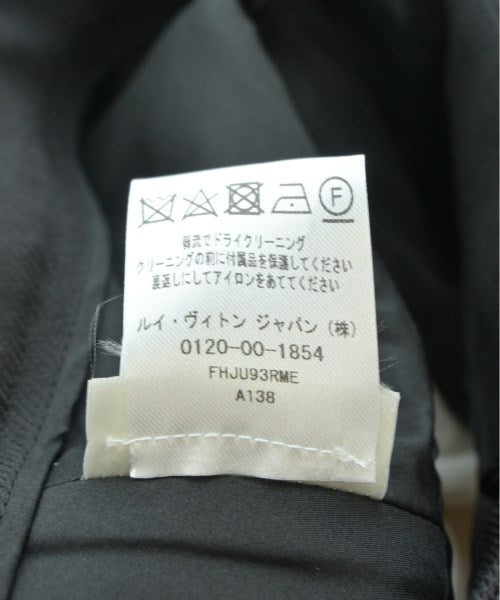 F
弱流でドライクリーニング
クリーニングの前に付属品を保護してください
裏返しにしてアイロンをあててください
ルイ・ヴィトン ジャパン (株)
0120-00-1854
FHJU93RME
A138